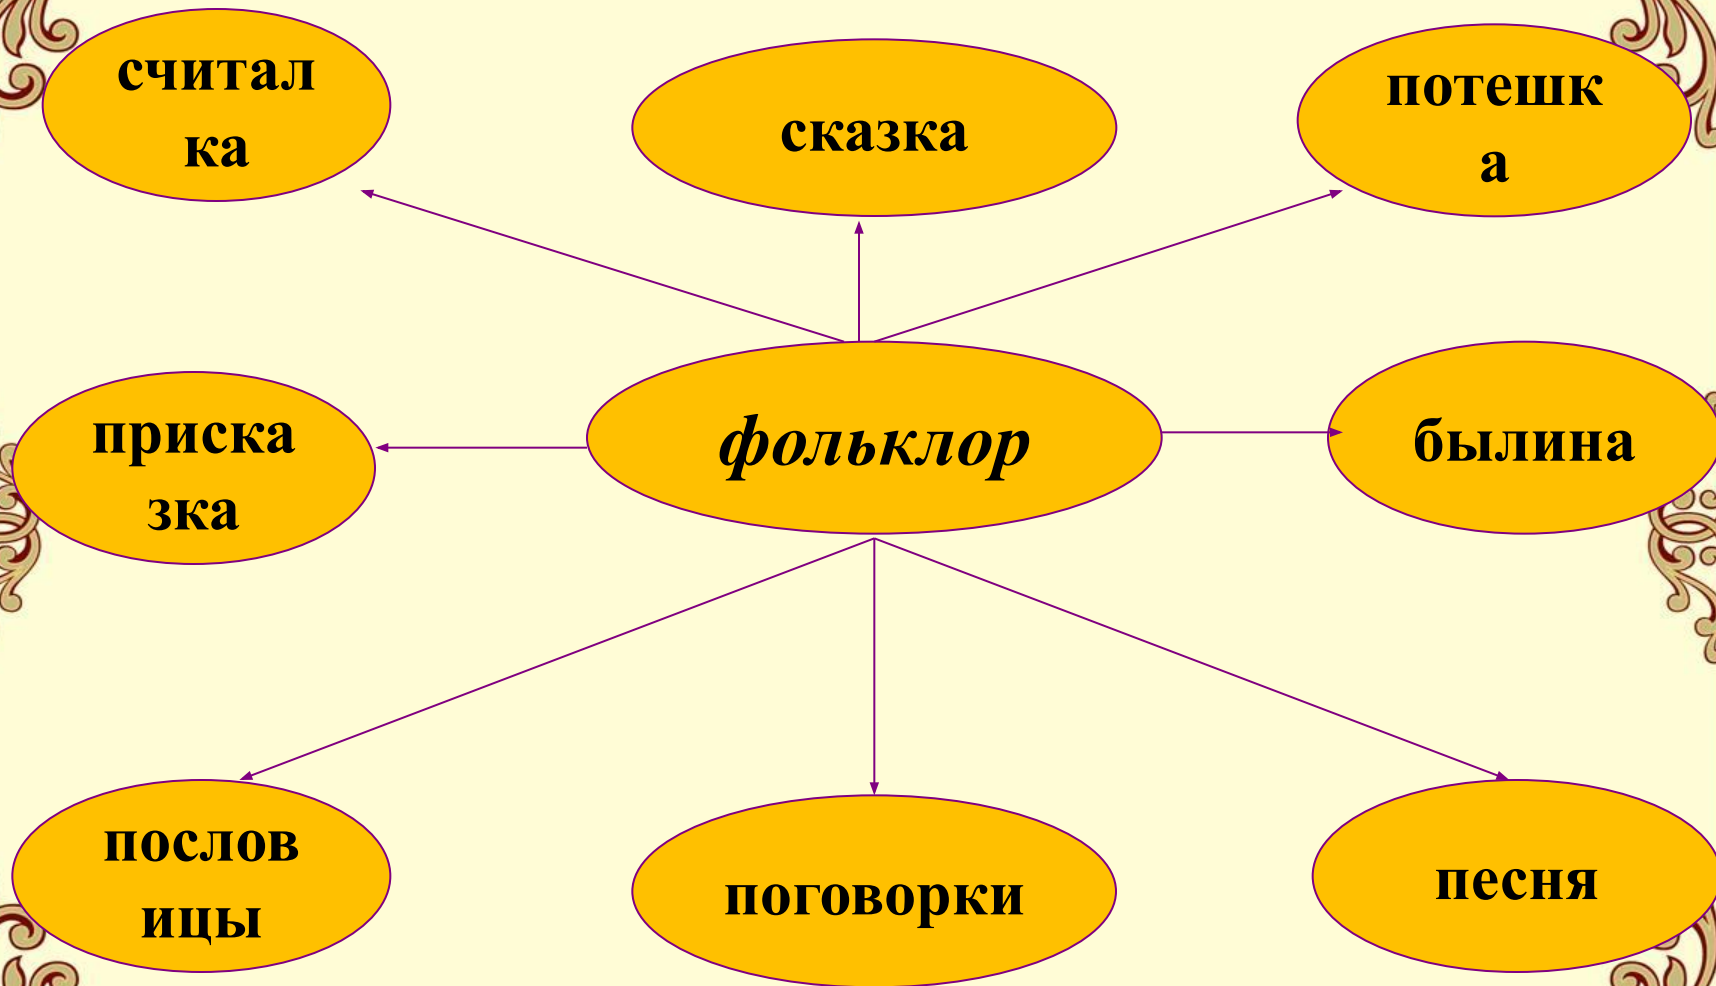 считал
ка
сказка
потешк
а
приска
зка
фольклор
былина
послов
ицы
поговорки
песня